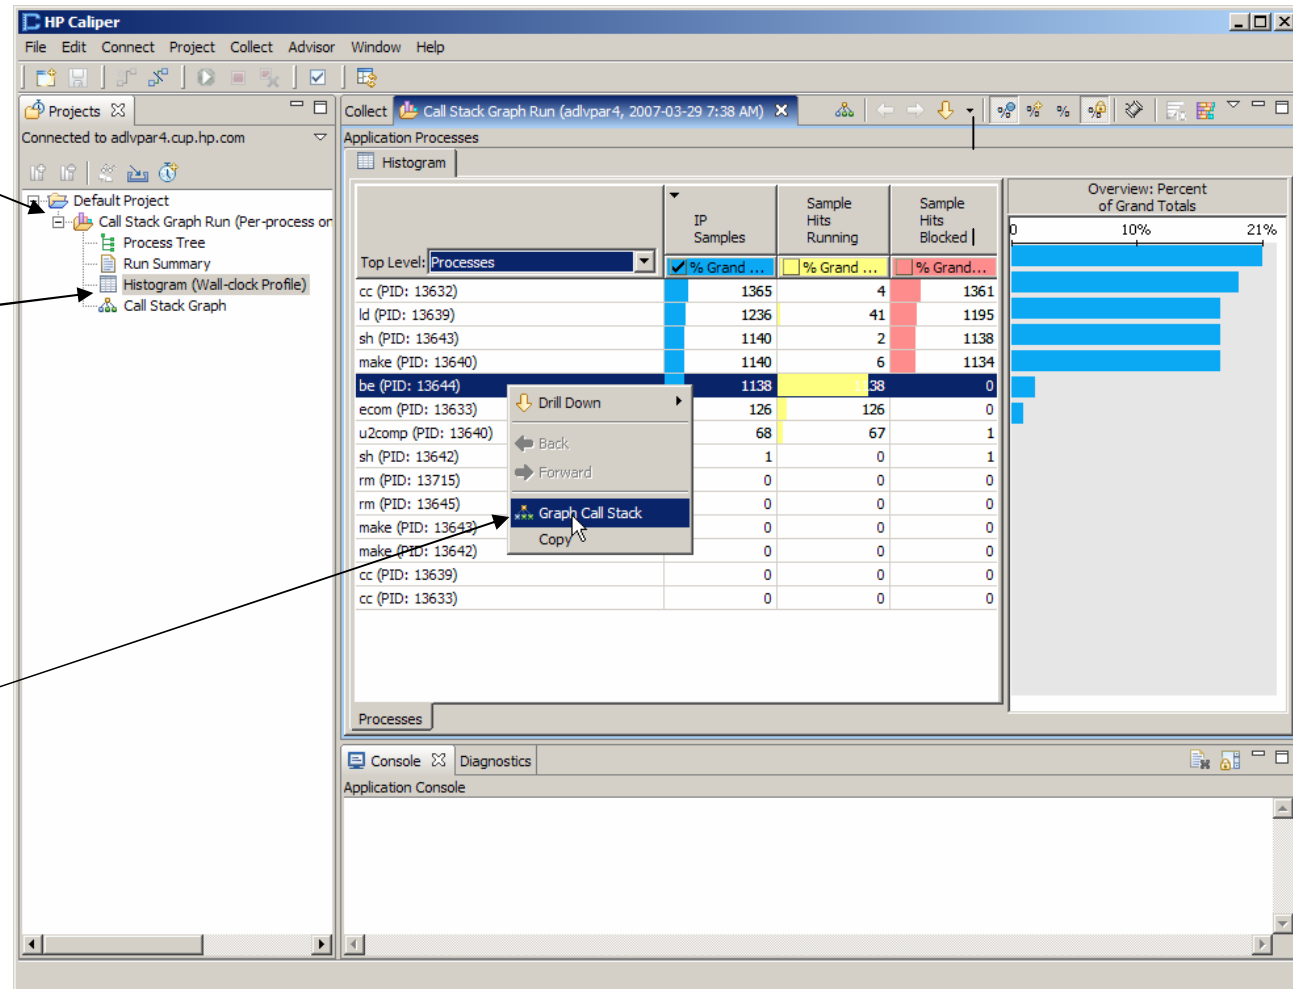 HP Caliper
File Edit Connect Project Collect Advisor Window Help
Projects
Connected to adlvpar4.cup.hp.com
Default Project
Call Stack Graph Run (Per-process on
Process Tree
Run Summary
Histogram (Wall-clock Profile)
Call Stack Graph
Collect Call Stack Graph Run (adlvpar4, 2007-03-29 7:38 AM)
Application Processes
Histogram
Top Level: Processes
IP Samples
Sample Hits Running
Sample Hits Blocked
% Grand ... % Grand ... % Grand...
cc (PID: 13632) 1365 4 1361
ld (PID: 13639) 1236 41 1195
sh (PID: 13643) 1140 2 1138
make (PID: 13640) 1140 6 1134
be (PID: 13644) 1138 1138 0
ecom (PID: 13633) 126 126 0
u2comp (PID: 13640) 68 67 1
sh (PID: 13642) 1 0 1
rm (PID: 13715) 0 0 0
rm (PID: 13645) 0 0 0
make (PID: 13643) 0 0 0
make (PID: 13642) 0 0 0
cc (PID: 13639) 0 0 0
cc (PID: 13633) 0 0 0
Drill Down
Back
Forward
Graph Call Stack
Copy
Overview: Percent
of Grand Totals
0 10% 21%
Processes
Console Diagnostics
Application Console